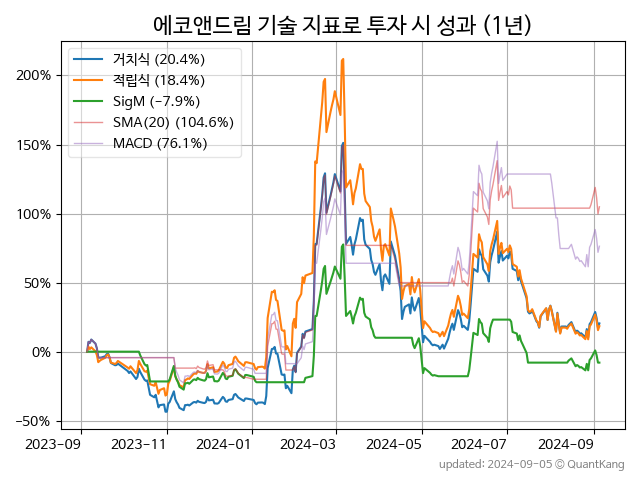 에코앤드림 기술 지표로 투자 시 성과 (1년)
거치식 (20.4%)
적립식 (18.4%)
SigM (−7.9%)
SMA(20) (104.6%)
MACD (76.1%)
200%
150%
100%
50%
0%
−50%
2023-09
2023-11
2024-01
2024-03
2024-05
2024-07
2024-09
updated: 2024-09-05 © QuantKang